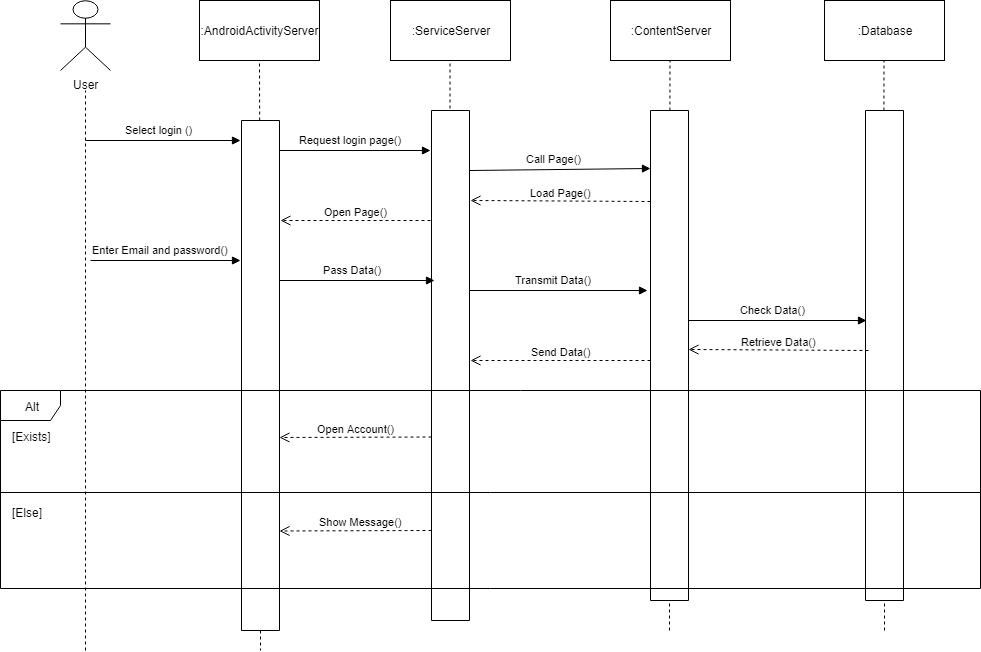 :AndroidActivityServer
:ServiceServer
:ContentServer
:Database
User
Select login ()
Request login page()
Call Page()
Load Page()
Open Page()
Enter Email and password()
Pass Data()
Transmit Data()
Check Data()
Retrieve Data()
Send Data()
Alt
[Exists]
Open Account()
[Else]
Show Message()